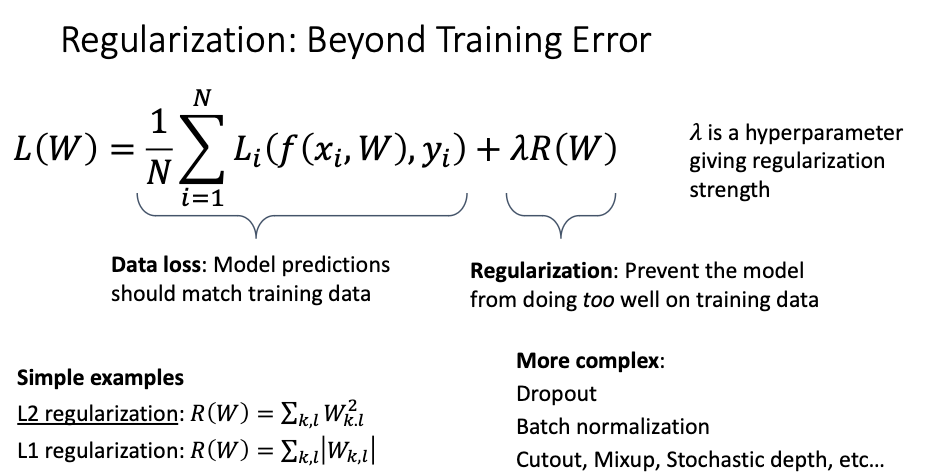 Regularization: Beyond Training Error
L(W) = \frac{1}{N} \sum_{i=1}^{N} L_i(f(x_i, W), y_i) + λR(W)
λ is a hyperparameter
giving regularization
strength
Data loss: Model predictions
should match training data
Regularization: Prevent the model
from doing too well on training data
Simple examples
L2 regularization: R(W) = \sum_{k,l} W_{k.l}^2
L1 regularization: R(W) = \sum_{k,l} |W_{k,l}|
More complex:
Dropout
Batch normalization
Cutout, Mixup, Stochastic depth, etc...